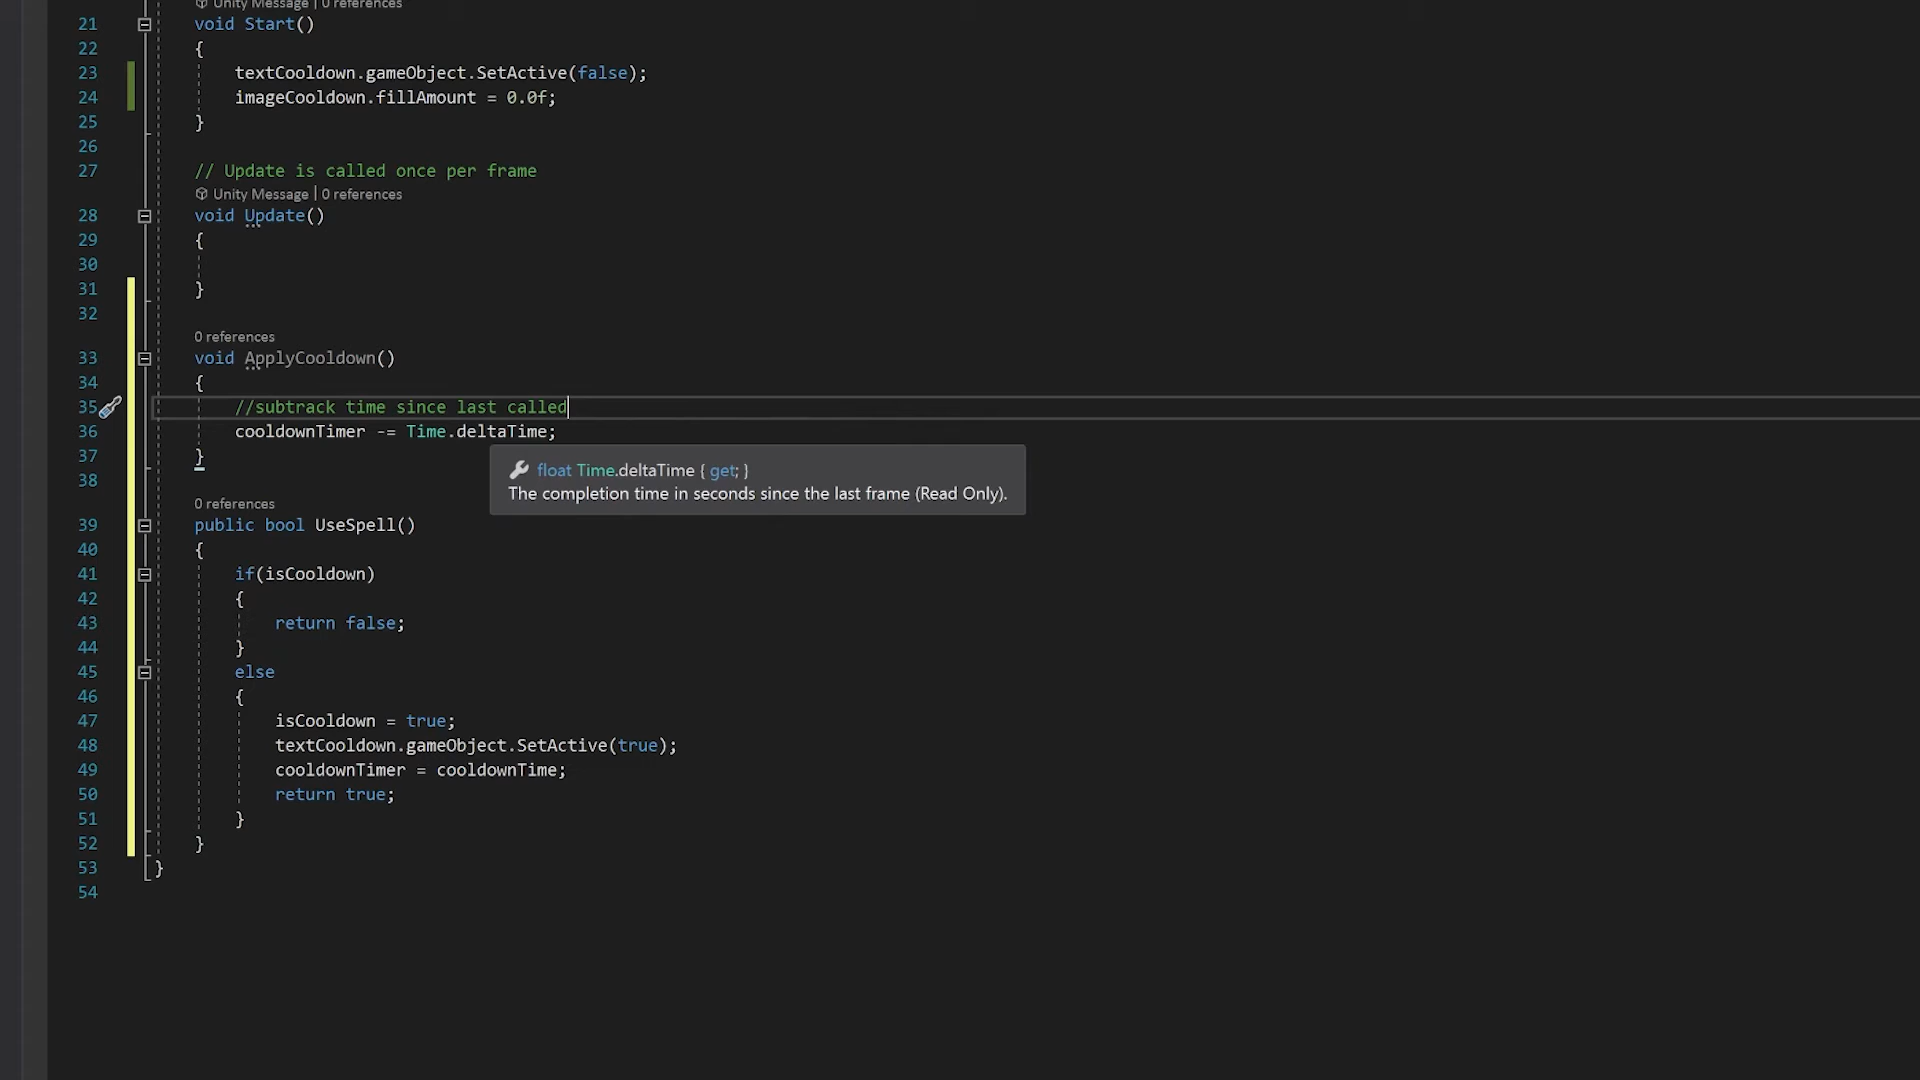 Unity Message | 0 references
21 void Start()
22 {
23 textCooldown.gameObject.SetActive(false);
24 imageCooldown.fillAmount = 0.0f;
25 }
26
27 // Update is called once per frame
Unity Message | 0 references
28 void Update()
29 {
30
31 }
32
0 references
33 void ApplyCooldown()
34 {
35 //subtrack time since last called
36 cooldownTimer -= Time.deltaTime;
37 }
float Time.deltaTime { get; }
38
The completion time in seconds since the last frame (Read Only).
0 references
39 public bool UseSpell()
40 {
41 if(isCooldown)
42 {
43 return false;
44 }
45 else
46 {
47 isCooldown = true;
48 textCooldown.gameObject.SetActive(true);
49 cooldownTimer = cooldownTime;
50 return true;
51 }
52 }
53 }
54